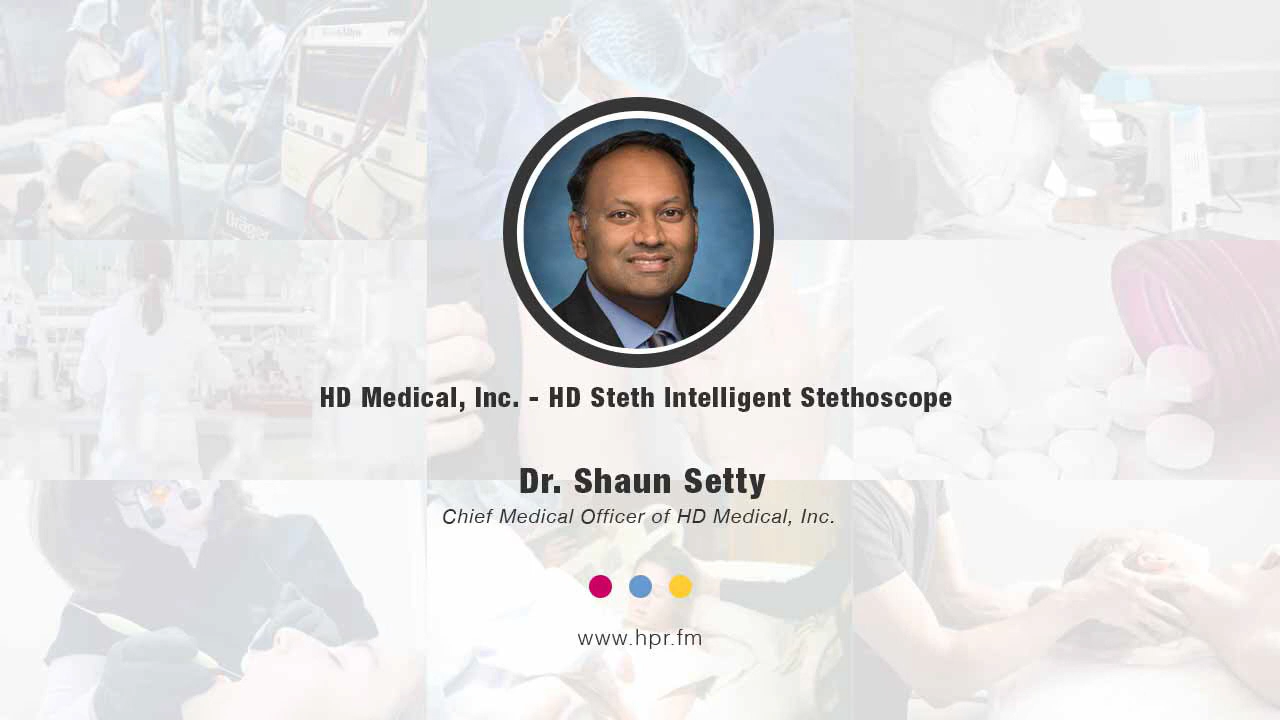 Dräger
HD Medical, Inc. - HD Steth Intelligent Stethoscope
Dr. Shaun Setty
Chief Medical Officer of HD Medical, Inc.
www.hpr.fm